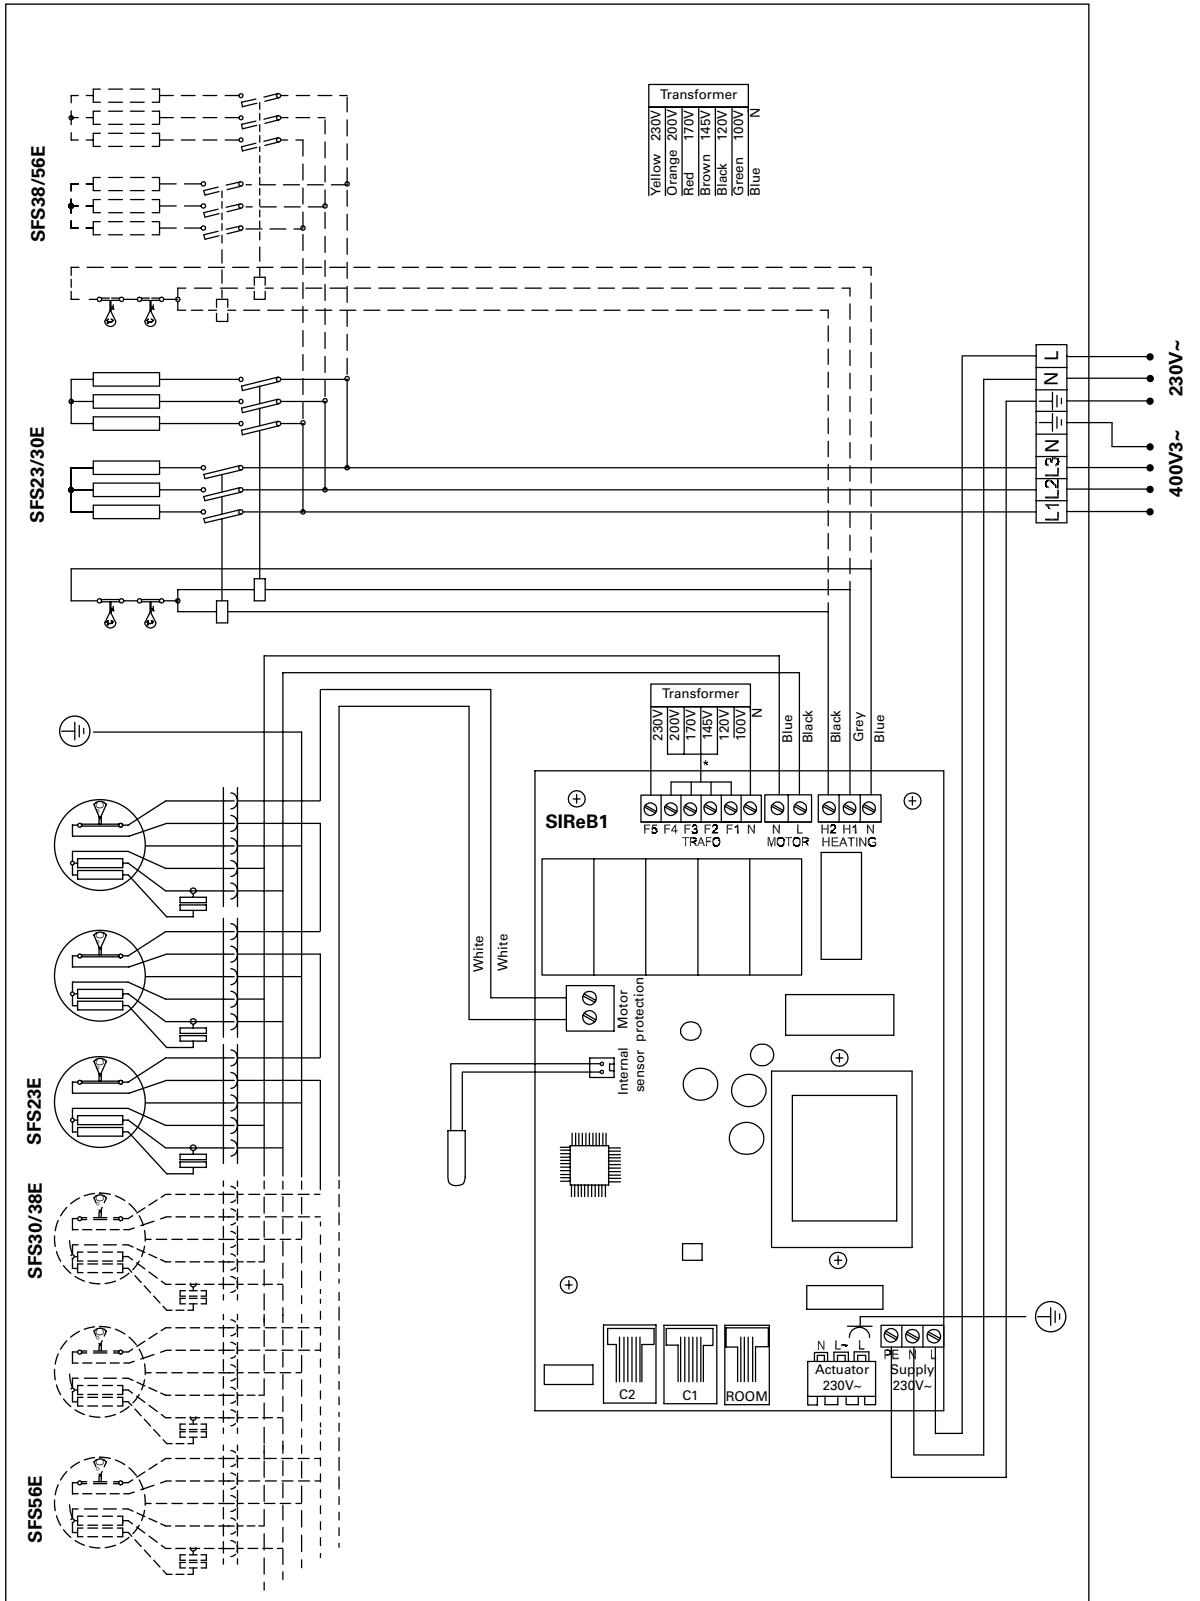 SFS38/56E
Transformer
Yellow 230V
Orange 200V
Red 170V
Brown 145V
Black 120V
Green 100V
Blue N
SFS23/30E
L
N
N
L3
L2
L1
230V~
400V3~
Transformer
230V
200V
170V
145V
120V
100V
N
*
Blue
Black
Black
Grey
Blue
SIReB1
F5 F4 F3 F2 F1 N
TRAFO
N L
MOTOR
H2 H1 N
HEATING
White
White
Motor
protection
Internal
sensor
SFS23E
SFS30/38E
SFS56E
C2
C1
ROOM
N L~ L
Actuator
230V~
PE N L
Supply
230V~